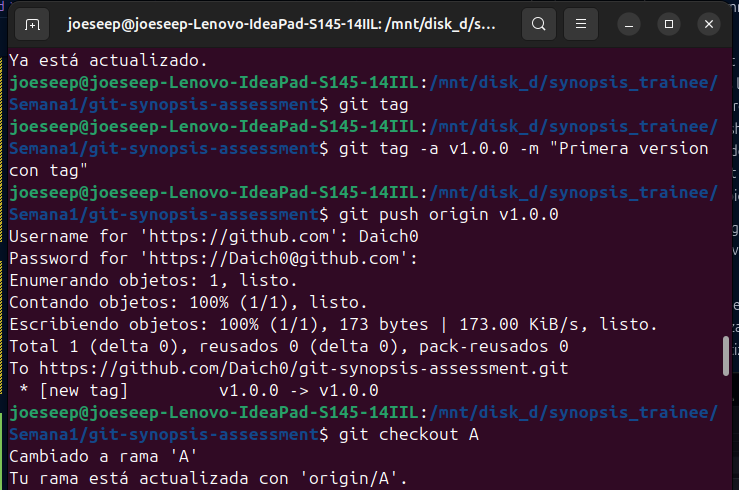 joeseep@joeseep-Lenovo-IdeaPad-S145-14IIL: /mnt/disk_d/s...
Ya está actualizado.
joeseep@joeseep-Lenovo-IdeaPad-S145-14IIL:/mnt/disk_d/synopsis_trainee/
Semana1/git-synopsis-assessment$ git tag
joeseep@joeseep-Lenovo-IdeaPad-S145-14IIL:/mnt/disk_d/synopsis_trainee/
Semana1/git-synopsis-assessment$ git tag -a v1.0.0 -m "Primera version
con tag"
joeseep@joeseep-Lenovo-IdeaPad-S145-14IIL:/mnt/disk_d/synopsis_trainee/
Semana1/git-synopsis-assessment$ git push origin v1.0.0
Username for 'https://github.com': Daich0
Password for 'https://Daich0@github.com':
Enumerando objetos: 1, listo.
Contando objetos: 100% (1/1), listo.
Escribiendo objetos: 100% (1/1), 173 bytes | 173.00 KiB/s, listo.
Total 1 (delta 0), reusados 0 (delta 0), pack-reusados 0
To https://github.com/Daich0/git-synopsis-assessment.git
 * [new tag]         v1.0.0 -> v1.0.0
joeseep@joeseep-Lenovo-IdeaPad-S145-14IIL:/mnt/disk_d/synopsis_trainee/
Semana1/git-synopsis-assessment$ git checkout A
Cambiado a rama 'A'
Tu rama está actualizada con 'origin/A'.